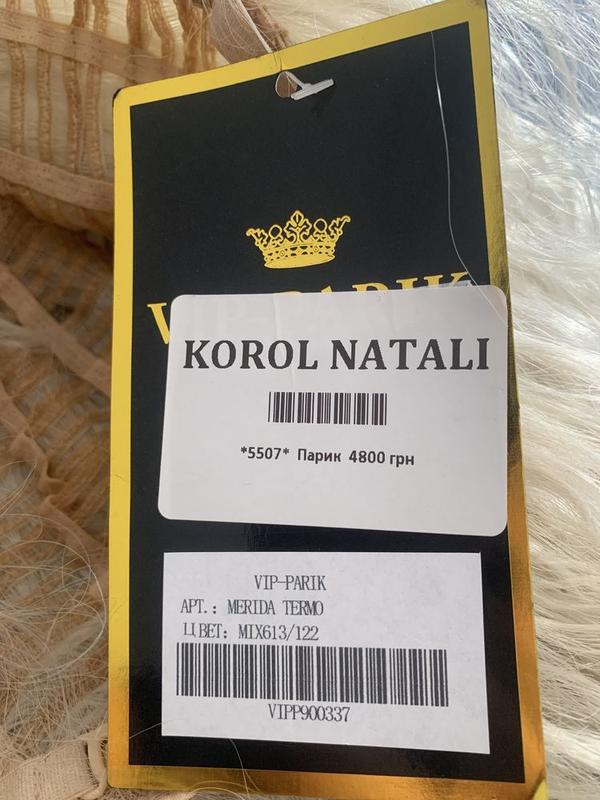 VIP-PARIK
KOROL NATALI
*5507* Парик 4800 грн
VIP-PARIK
АРТ.: MERIDA TERMO
ЦВЕТ: MIX613/122
VIPP900337